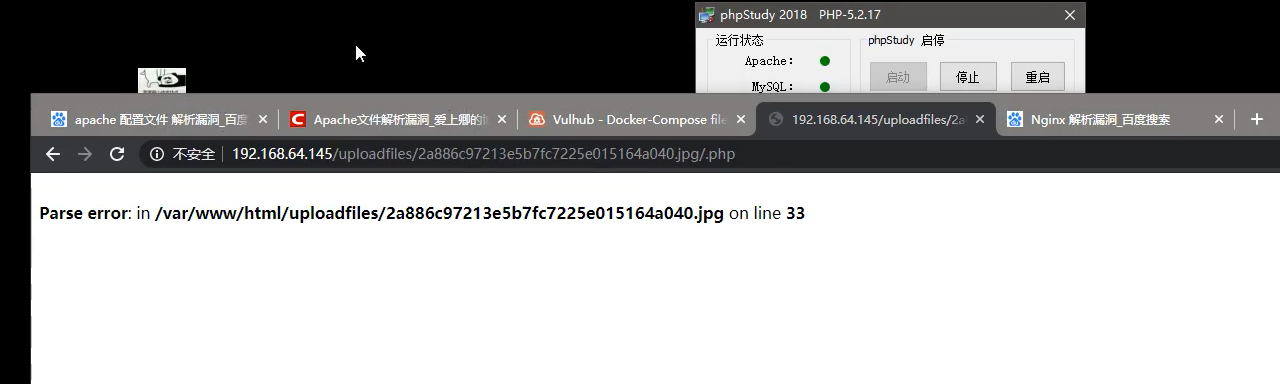 phpStudy 2018 PHP-5.2.17
运行状态
phpStudy 启停
Apache:
启动
停止
重启
MySQL:
apache 配置文件 解析漏洞_百度
Apache文件解析漏洞_爱上卿的
Vulhub - Docker-Compose file
192.168.64.145/uploadfiles/2a
Nginx 解析漏洞_百度搜索
不安全 192.168.64.145/uploadfiles/2a886c97213e5b7fc7225e015164a040.jpg/.php
Parse error: in /var/www/html/uploadfiles/2a886c97213e5b7fc7225e015164a040.jpg on line 33